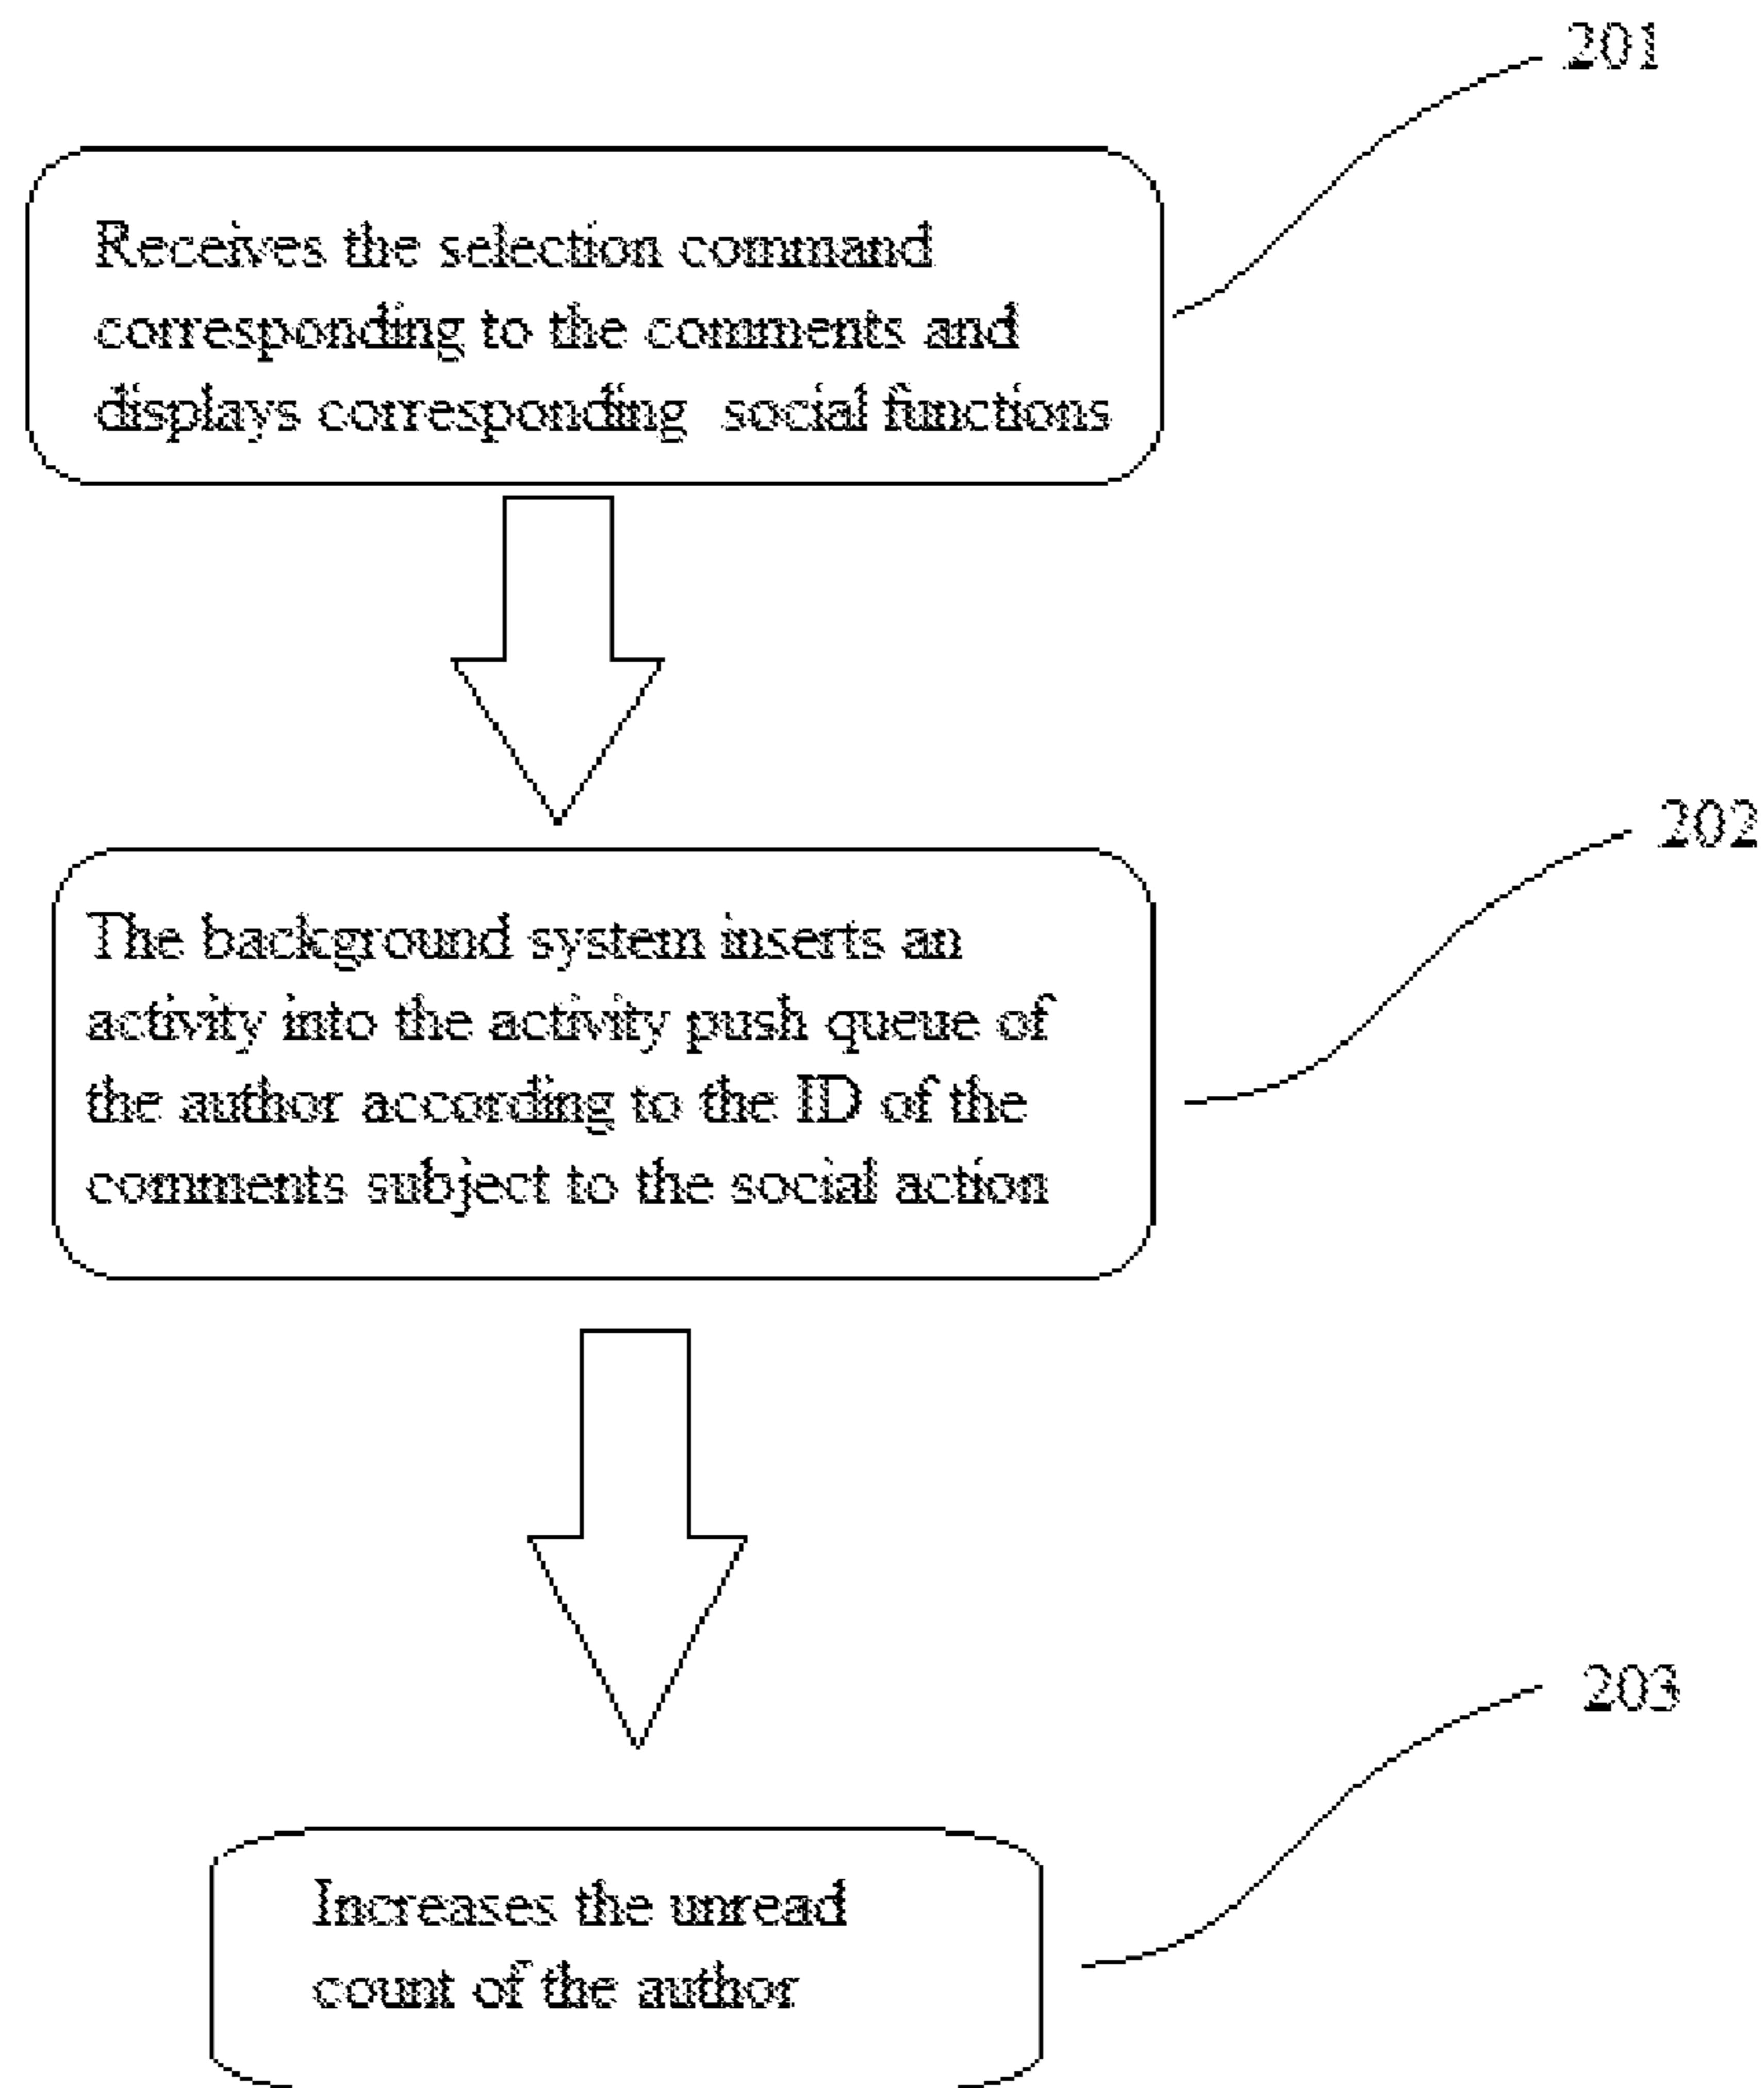 201
Receives the selection command
corresponding to the comments and
displays corresponding social functions
202
The background system inserts an
activity into the activity push queue of
the author according to the ID of the
comments subject to the social action
203
Increases the unread
count of the author